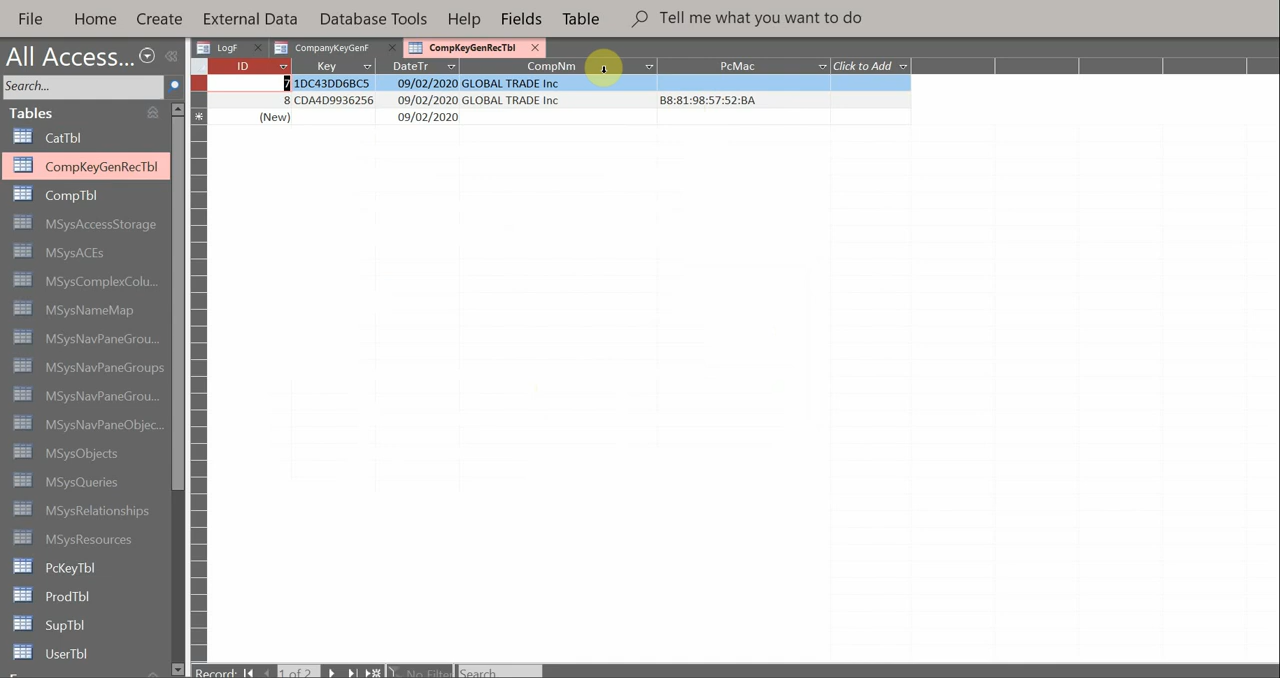 File Home Create External Data Database Tools Help Fields Table Tell me what you want to do
All Access...
LogF CompanyKeyGenF CompKeyGenRecTbl
Search...
ID Key DateTr CompNm PcMac Click to Add
7 1DC43DD6BC5 09/02/2020 GLOBAL TRADE Inc
8 CDA4D9936256 09/02/2020 GLOBAL TRADE Inc B8:81:98:57:52:BA
(New) 09/02/2020
Tables
CatTbl
CompKeyGenRecTbl
CompTbl
MSysAccessStorage
MSysACEs
MSysComplexColu...
MSysNameMap
MSysNavPaneGrou...
MSysNavPaneGroups
MSysNavPaneGrou...
MSysNavPaneObjec...
MSysObjects
MSysQueries
MSysRelationships
MSysResources
PcKeyTbl
ProdTbl
SupTbl
UserTbl
Record: 1 of 2 No Filter Search